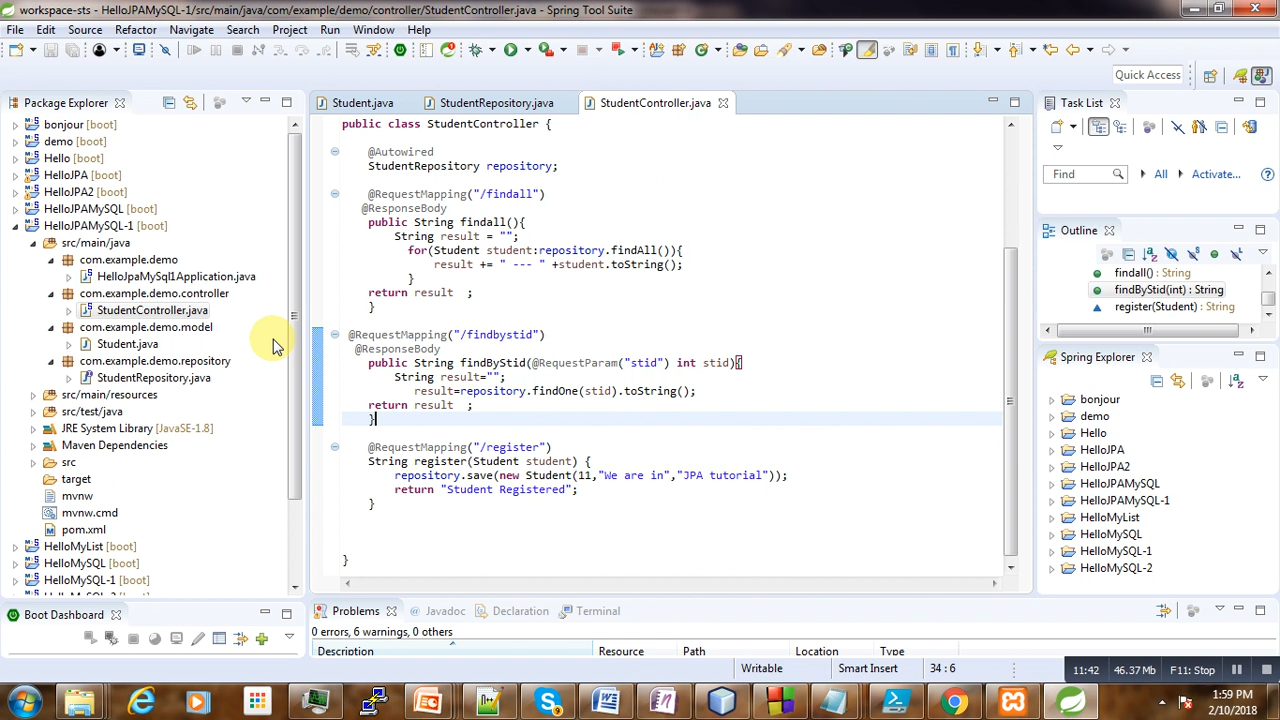 workspace-sts - HelloJPAMySQL-1/src/main/java/com/example/demo/controller/StudentController.java - Spring Tool Suite
File Edit Source Refactor Navigate Search Project Run Window Help
Quick Access
Package Explorer
bonjour [boot]
demo [boot]
Hello [boot]
HelloJPA [boot]
HelloJPA2 [boot]
HelloJPAMySQL [boot]
HelloJPAMySQL-1 [boot]
src/main/java
com.example.demo
HelloJpaMySql1Application.java
com.example.demo.controller
StudentController.java
com.example.demo.model
Student.java
com.example.demo.repository
StudentRepository.java
src/main/resources
src/test/java
JRE System Library [JavaSE-1.8]
Maven Dependencies
src
target
mvnw
mvnw.cmd
pom.xml
HelloMyList [boot]
HelloMySQL [boot]
HelloMySQL-1 [boot]
Boot Dashboard
Student.java StudentRepository.java StudentController.java
public class StudentController {
@Autowired
StudentRepository repository;
@RequestMapping("/findall")
@ResponseBody
public String findall(){
String result = "";
for(Student student:repository.findAll()){
result += " --- " +student.toString();
}
return result ;
}
@RequestMapping("/findbystid")
@ResponseBody
public String findByStid(@RequestParam("stid") int stid){
String result="";
result=repository.findOne(stid).toString();
return result ;
}
@RequestMapping("/register")
String register(Student student) {
repository.save(new Student(11,"We are in","JPA tutorial"));
return "Student Registered";
}
}
Problems Javadoc Declaration Terminal
0 errors, 6 warnings, 0 others
Description Resource Path Location Type
Task List
Find All Activate...
Outline
findall() : String
findByStid(int) : String
register(Student) : String
Spring Explorer
bonjour
demo
Hello
HelloJPA
HelloJPA2
HelloJPAMySQL
HelloJPAMySQL-1
HelloMyList
HelloMySQL
HelloMySQL-1
HelloMySQL-2
Writable Smart Insert 34 : 6
11:42 46.37 Mb F11: Stop
1:59 PM
2/10/2018